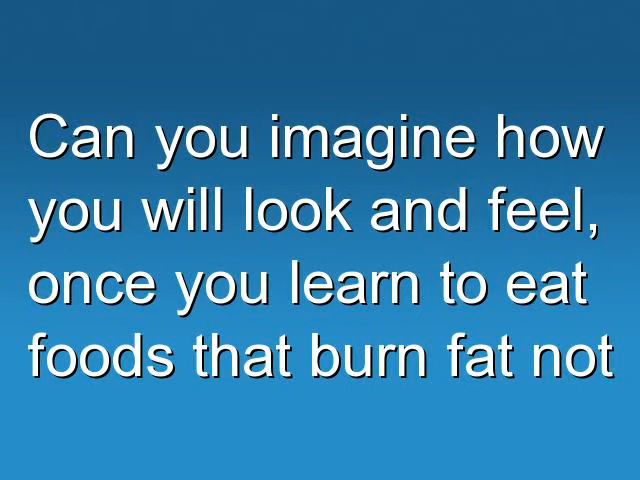 Can you imagine how
you will look and feel,
once you learn to eat
foods that burn fat not